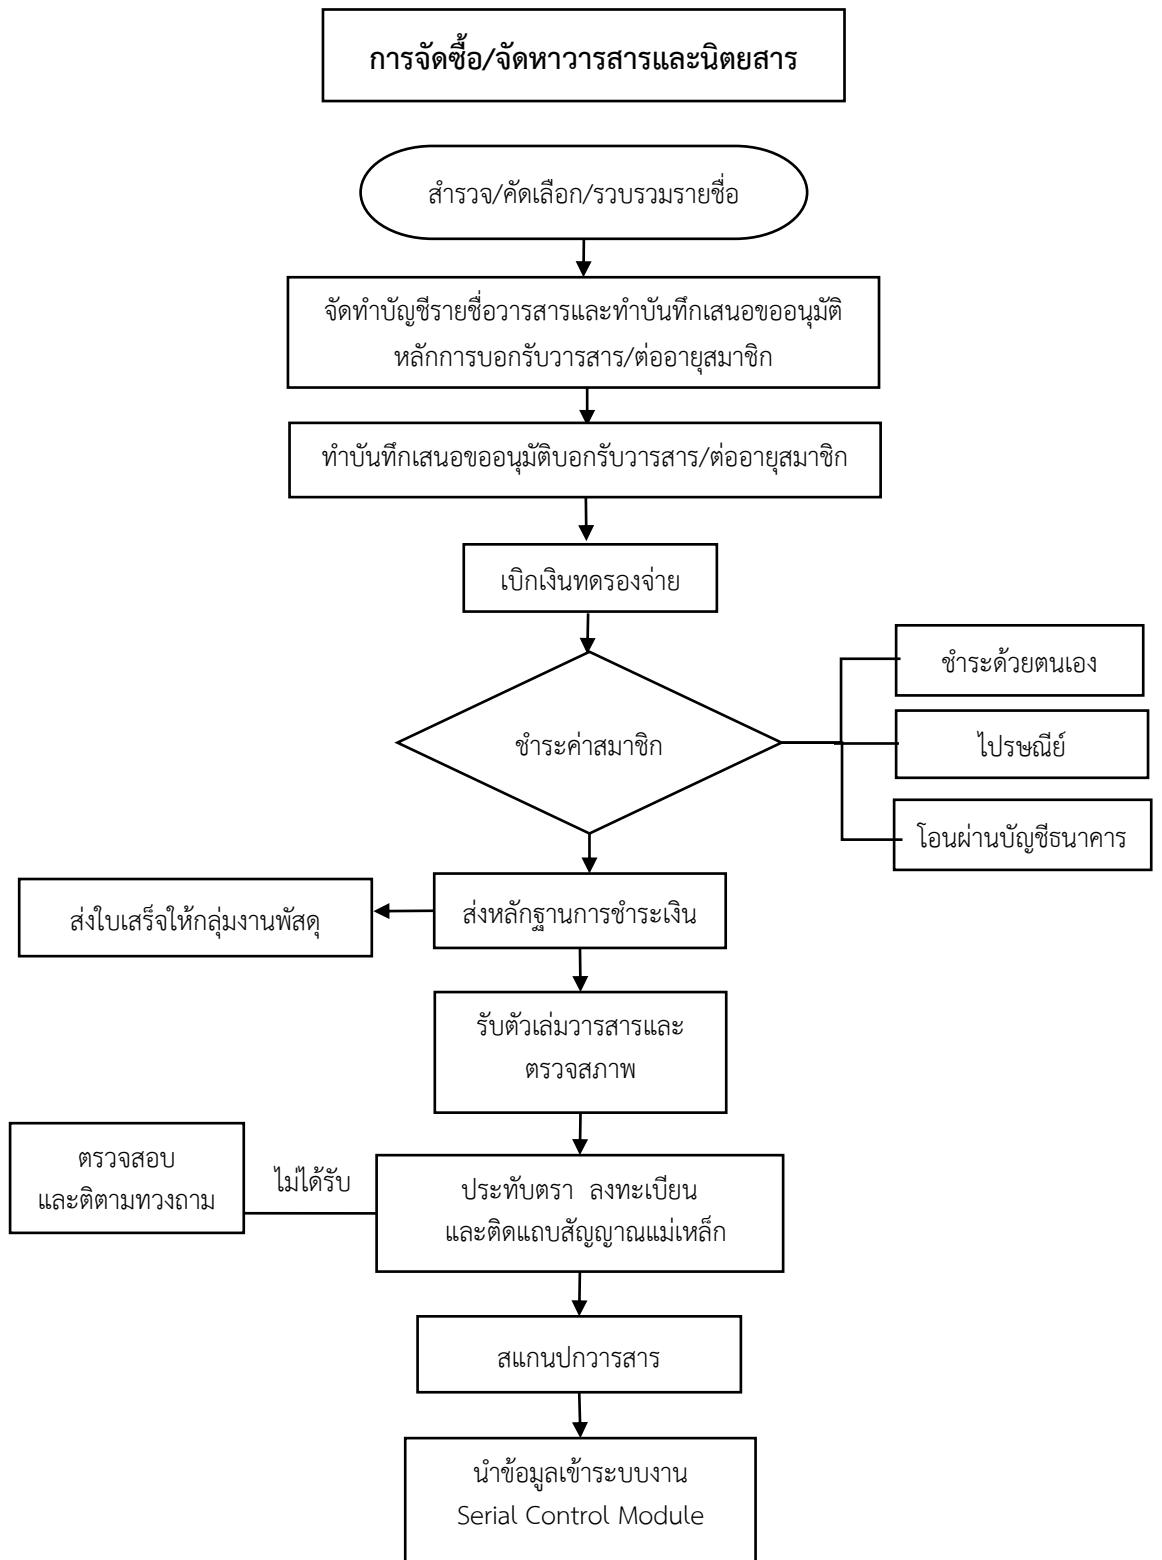 การจัดซื้อ/จัดหาวารสารและนิตยสาร
สำรวจ/คัดเลือก/รวบรวมรายชื่อ
จัดทำบัญชีรายชื่อวารสารและทำบันทึกเสนอขออนุมัติ
หลักการบอกรับวารสาร/ต่ออายุสมาชิก
ทำบันทึกเสนอขออนุมัติบอกรับวารสาร/ต่ออายุสมาชิก
เบิกเงินทดรองจ่าย
ชำระค่าสมาชิก
ชำระด้วยตนเอง
ไปรษณีย์
โอนผ่านบัญชีธนาคาร
ส่งหลักฐานการชำระเงิน
ส่งใบเสร็จให้กลุ่มงานพัสดุ
รับตัวเล่มวารสารและ
ตรวจสภาพ
ประทับตรา ลงทะเบียน
และติดแถบสัญญาณแม่เหล็ก
ไม่ได้รับ
ตรวจสอบ
และติตามทวงถาม
สแกนปกวารสาร
นำข้อมูลเข้าระบบงาน
Serial Control Module